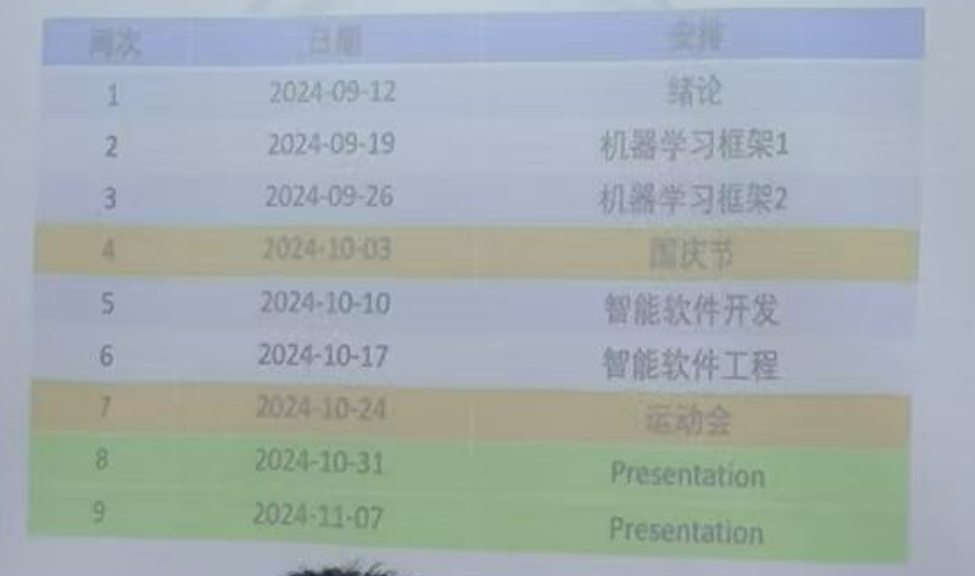 周次 日期 安排
1 2024-09-12 绪论
2 2024-09-19 机器学习框架1
3 2024-09-26 机器学习框架2
4 2024-10-03 国庆节
5 2024-10-10 智能软件开发
6 2024-10-17 智能软件工程
7 2024-10-24 运动会
8 2024-10-31 Presentation
9 2024-11-07 Presentation